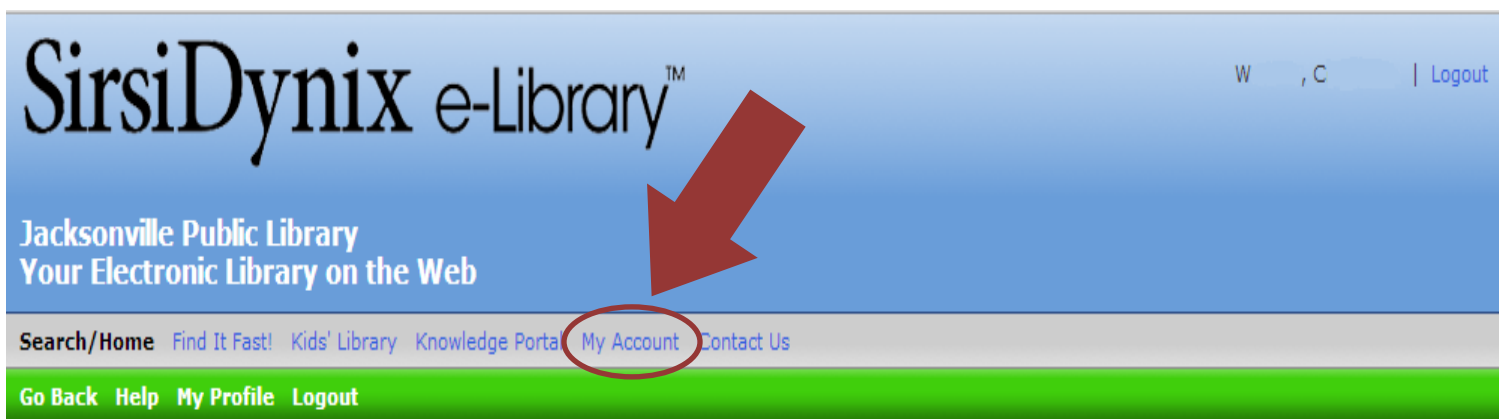 SirsiDynix e-Library™
W , C | Logout
Jacksonville Public Library
Your Electronic Library on the Web
Search/Home Find It Fast! Kids' Library Knowledge Portal My Account Contact Us
Go Back Help My Profile Logout